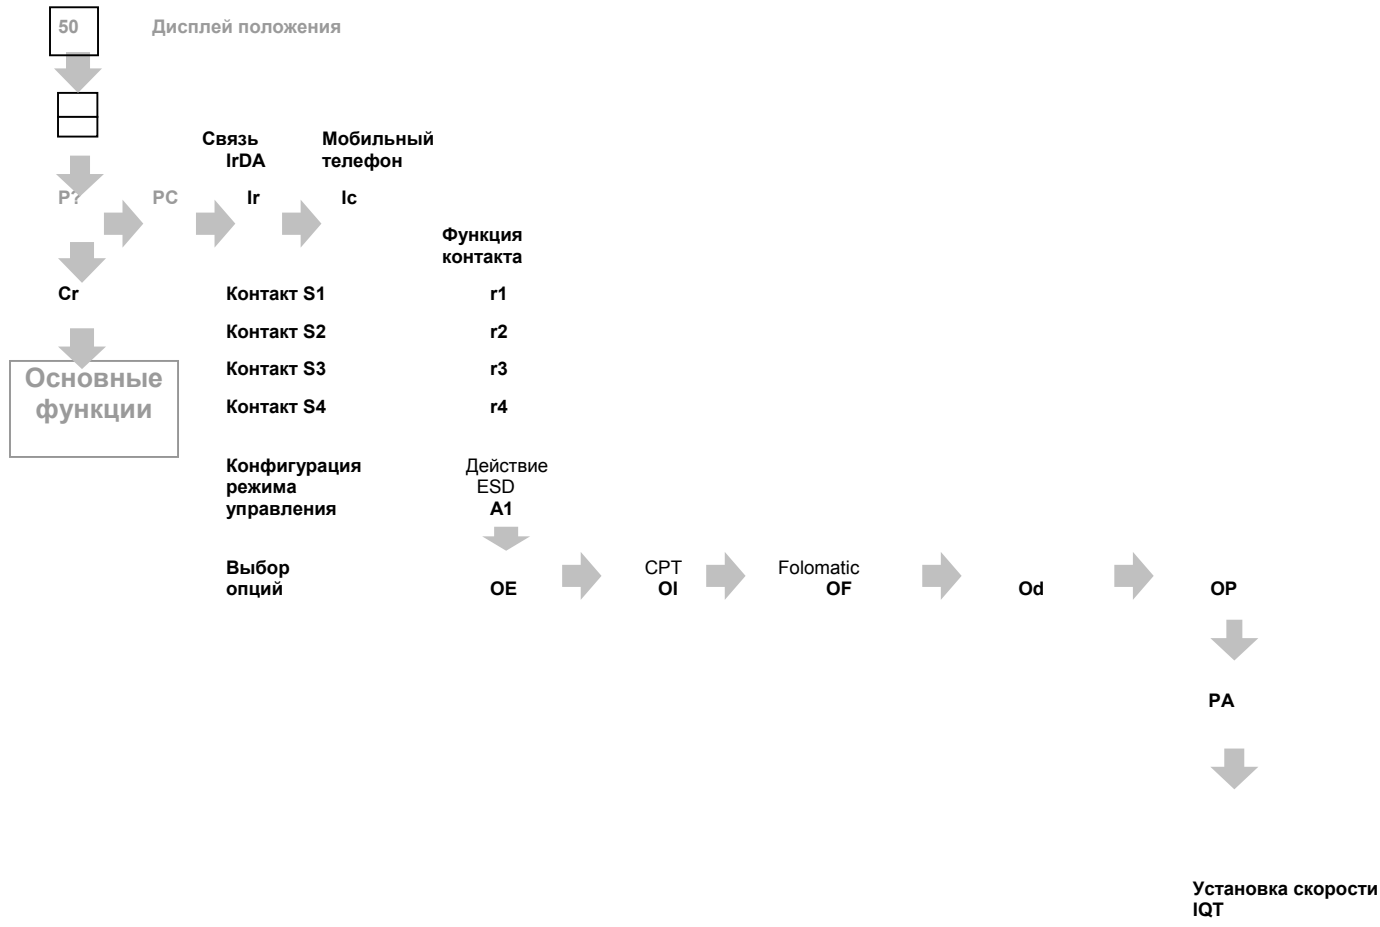 50 Дисплей положения
Связь Мобильный
IrDA телефон
P? PC Ir Ic
Функция
контакта
Cr Контакт S1 r1
Контакт S2 r2
Контакт S3 r3
Основные
функции
Контакт S4 r4
Конфигурация Действие
режима ESD
управления A1
Выбор CPT Folomatic
опций OE OI OF Od OP
PA
Установка скорости
IQT